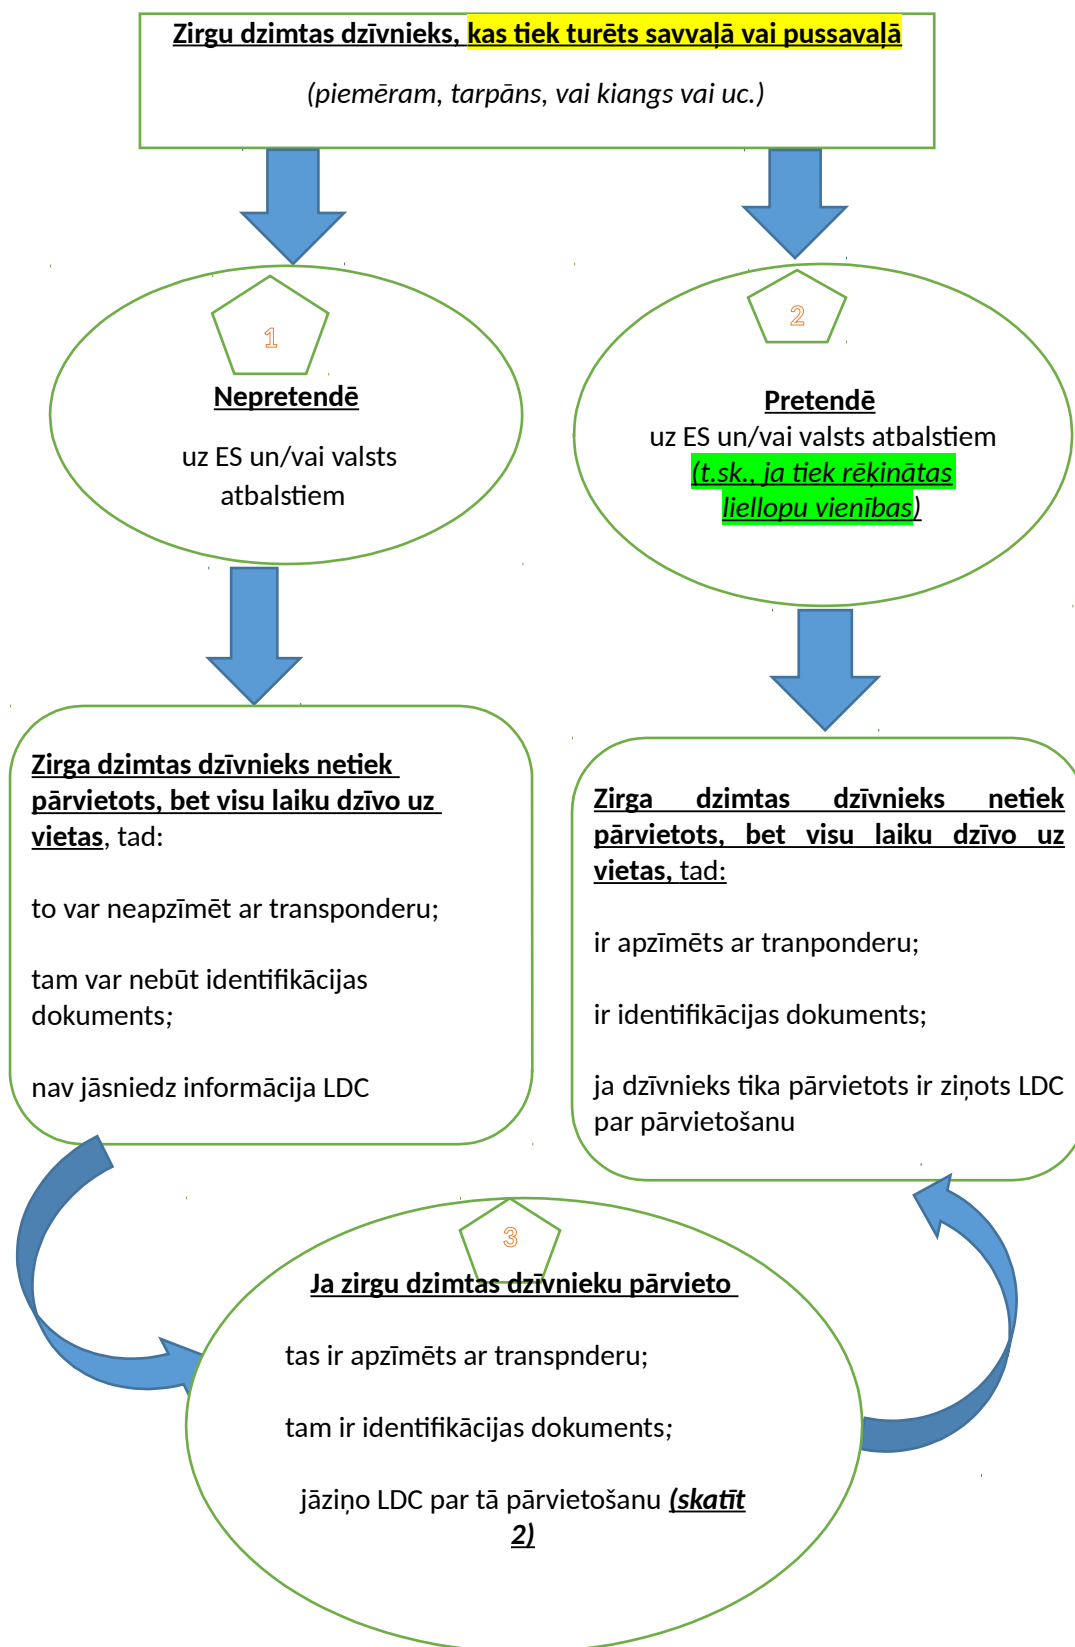 Zirgu dzimtas dzīvnieks, kas tiek turēts savvaļā vai pussavaļā
(piemēram, tarpāns, vai kiangs vai uc.)
1
Nepretendē
uz ES un/vai valsts
atbalstiem
2
Pretendē
uz ES un/vai valsts atbalstiem
(t.sk., ja tiek rēķinātas
liellopu vienības)
Zirga dzimtas dzīvnieks netiek
pārvietots, bet visu laiku dzīvo uz
vietas, tad:
to var neapzīmēt ar transponderu;
tam var nebūt identifikācijas
dokuments;
nav jāsniedz informācija LDC
Zirga dzimtas dzīvnieks netiek
pārvietots, bet visu laiku dzīvo uz
vietas, tad:
ir apzīmēts ar tranponderu;
ir identifikācijas dokuments;
ja dzīvnieks tika pārvietots ir ziņots LDC
par pārvietošanu
3
Ja zirgu dzimtas dzīvnieku pārvieto
tas ir apzīmēts ar transpnderu;
tam ir identifikācijas dokuments;
jāziņo LDC par tā pārvietošanu (skatīt
2)